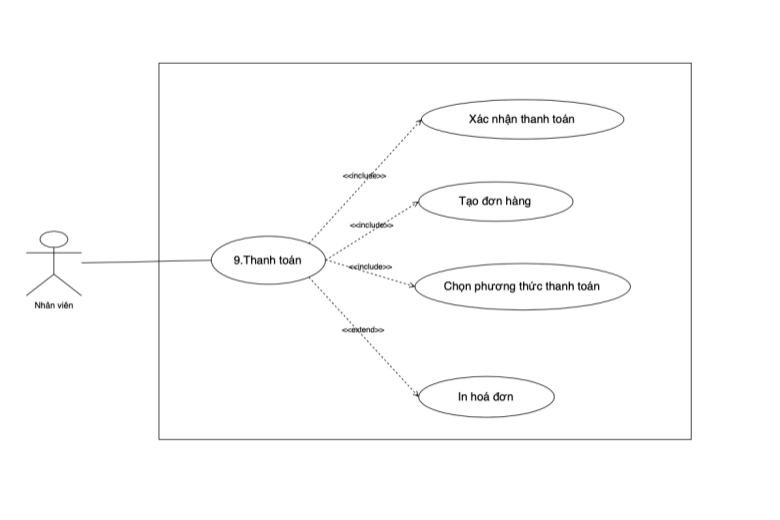 Xác nhận thanh toán
<<include>>
Tạo đơn hàng
<<include>>
9.Thanh toán
<<include>>
Chọn phương thức thanh toán
Nhân viên
<<extend>>
In hoá đơn